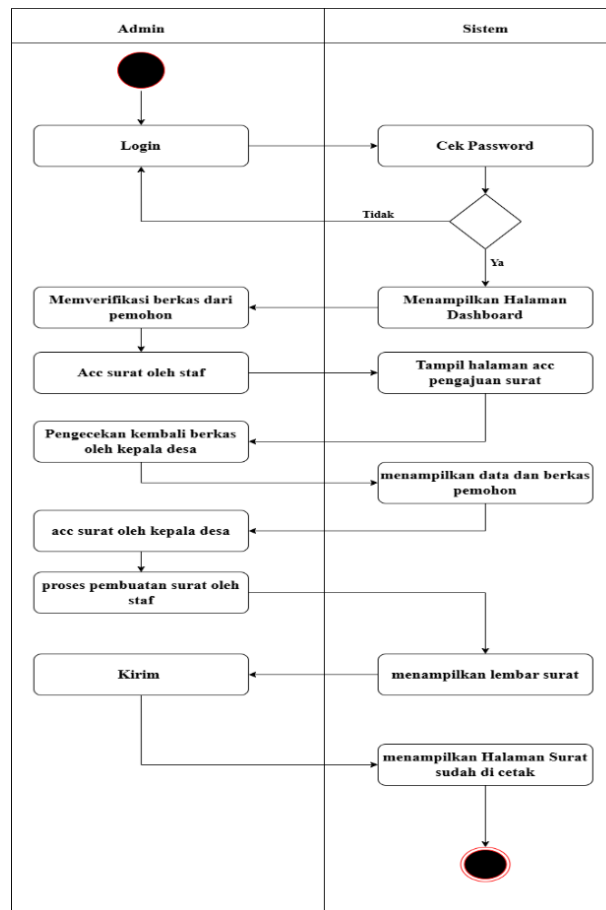 Admin
Sistem
Login
Cek Password
Tidak
Ya
Memverifikasi berkas dari
pemohon
Menampilkan Halaman
Dashboard
Acc surat oleh staf
Tampil halaman acc
pengajuan surat
Pengecekan kembali berkas
oleh kepala desa
menampilkan data dan berkas
pemohon
acc surat oleh kepala desa
proses pembuatan surat oleh
staf
Kirim
menampilkan lembar surat
menampilkan Halaman Surat
sudah di cetak